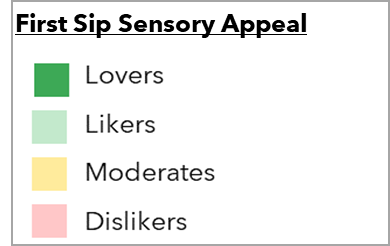 First Sip Sensory Appeal
Lovers
Likers
Moderates
Dislikers